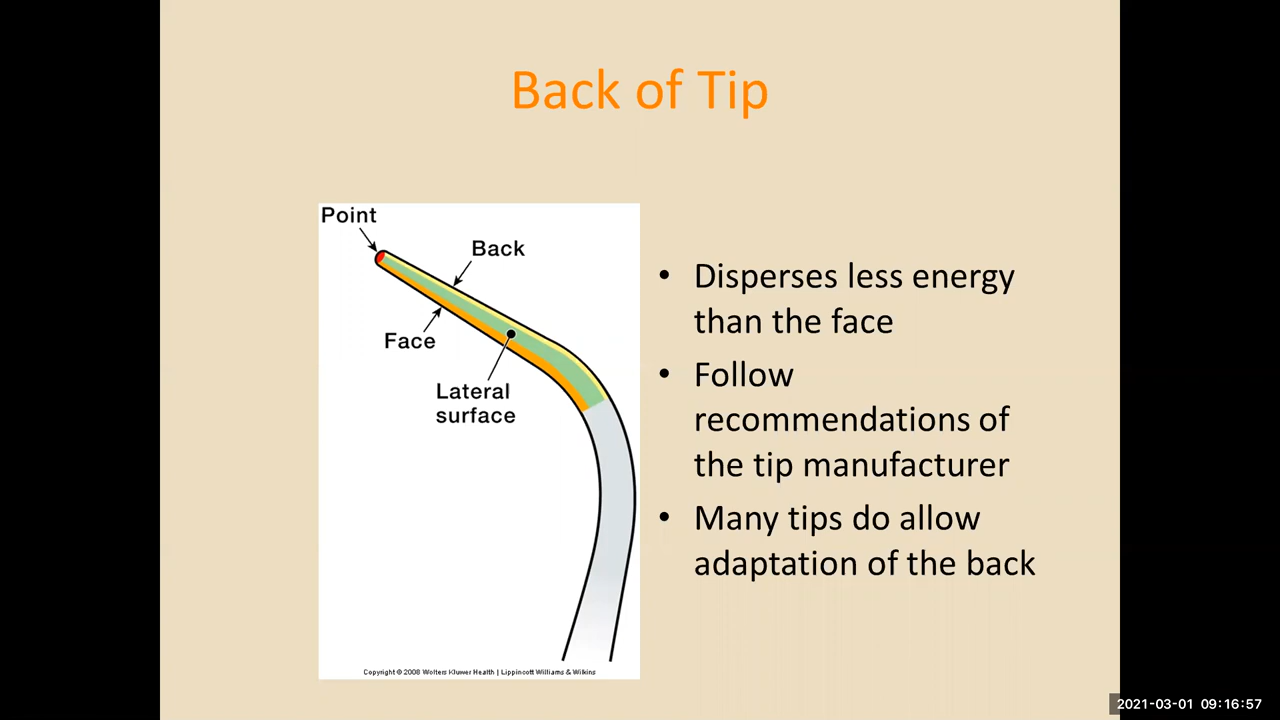 Back of Tip
Point
Back
Face
Lateral
surface
Copyright © 2008 Wolters Kluwer Health | Lippincott Williams & Wilkins
• Disperses less energy
than the face
• Follow
recommendations of
the tip manufacturer
• Many tips do allow
adaptation of the back
2021-03-01 09:16:57